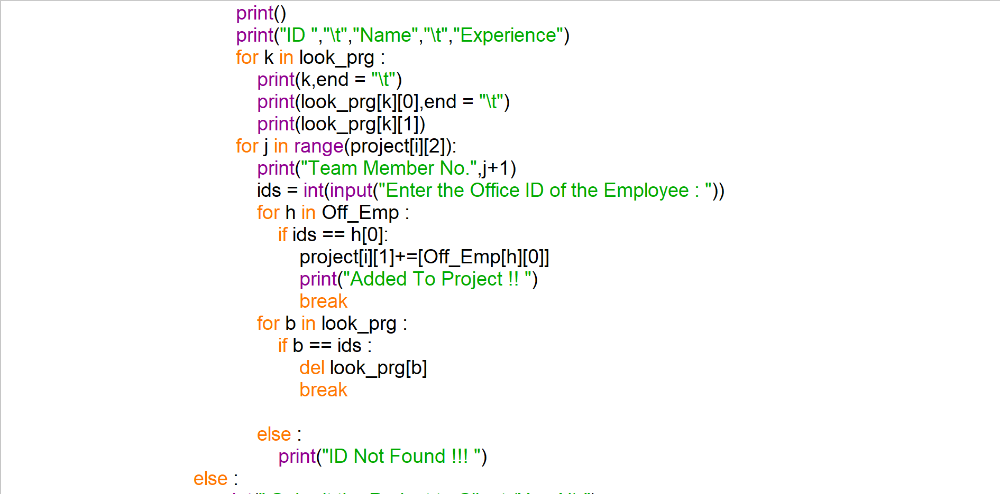 print()
print("ID ","\t","Name","\t","Experience")
for k in look_prg :
print(k,end = "\t")
print(look_prg[k][0],end = "\t")
print(look_prg[k][1])
for j in range(project[i][2]):
print("Team Member No.",j+1)
ids = int(input("Enter the Office ID of the Employee : "))
for h in Off_Emp :
if ids == h[0]:
project[i][1]+=[Off_Emp[h][0]]
print("Added To Project !! ")
break
for b in look_prg :
if b == ids :
del look_prg[b]
break
else :
print("ID Not Found !!! ")
else :